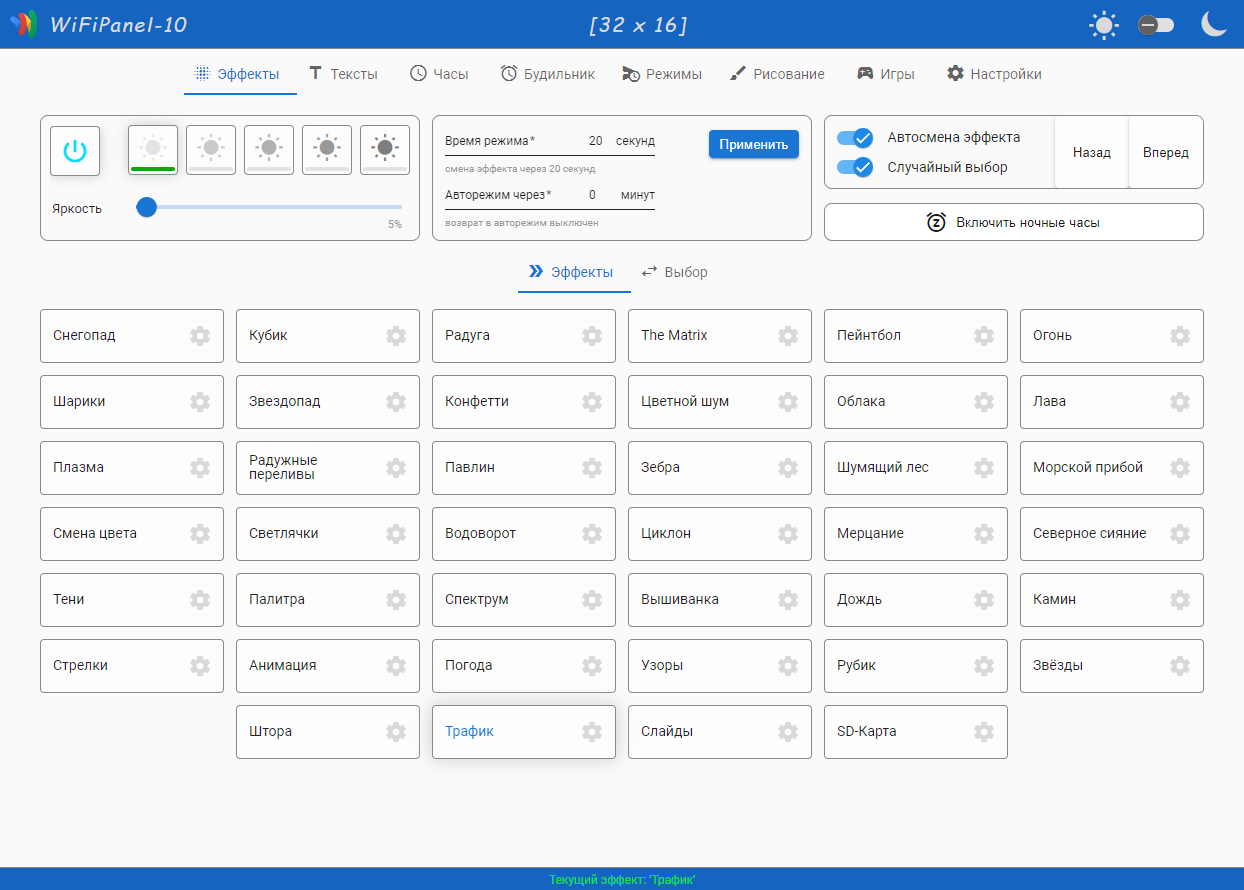 WiFiPanel-10
[32 x 16]
Эффекты
Тексты
Часы
Будильник
Режимы
Рисование
Игры
Настройки
Яркость
5%
Время режима* 20 секунд
смена эффекта через 20 секунд
Авторежим через* 0 минут
возврат в авторежим выключен
Применить
Автосмена эффекта
Случайный выбор
Назад
Вперед
Включить ночные часы
Эффекты
Выбор
Снегопад
Кубик
Радуга
The Matrix
Пейнтбол
Огонь
Шарики
Звездопад
Конфетти
Цветной шум
Облака
Лава
Плазма
Радужные
переливы
Павлин
Зебра
Шумящий лес
Морской прибой
Смена цвета
Светлячки
Водоворот
Циклон
Мерцание
Северное сияние
Тени
Палитра
Спектрум
Вышиванка
Дождь
Камин
Стрелки
Анимация
Погода
Узоры
Рубик
Звёзды
Штора
Трафик
Слайды
SD-Карта
Текущий эффект: 'Трафик'